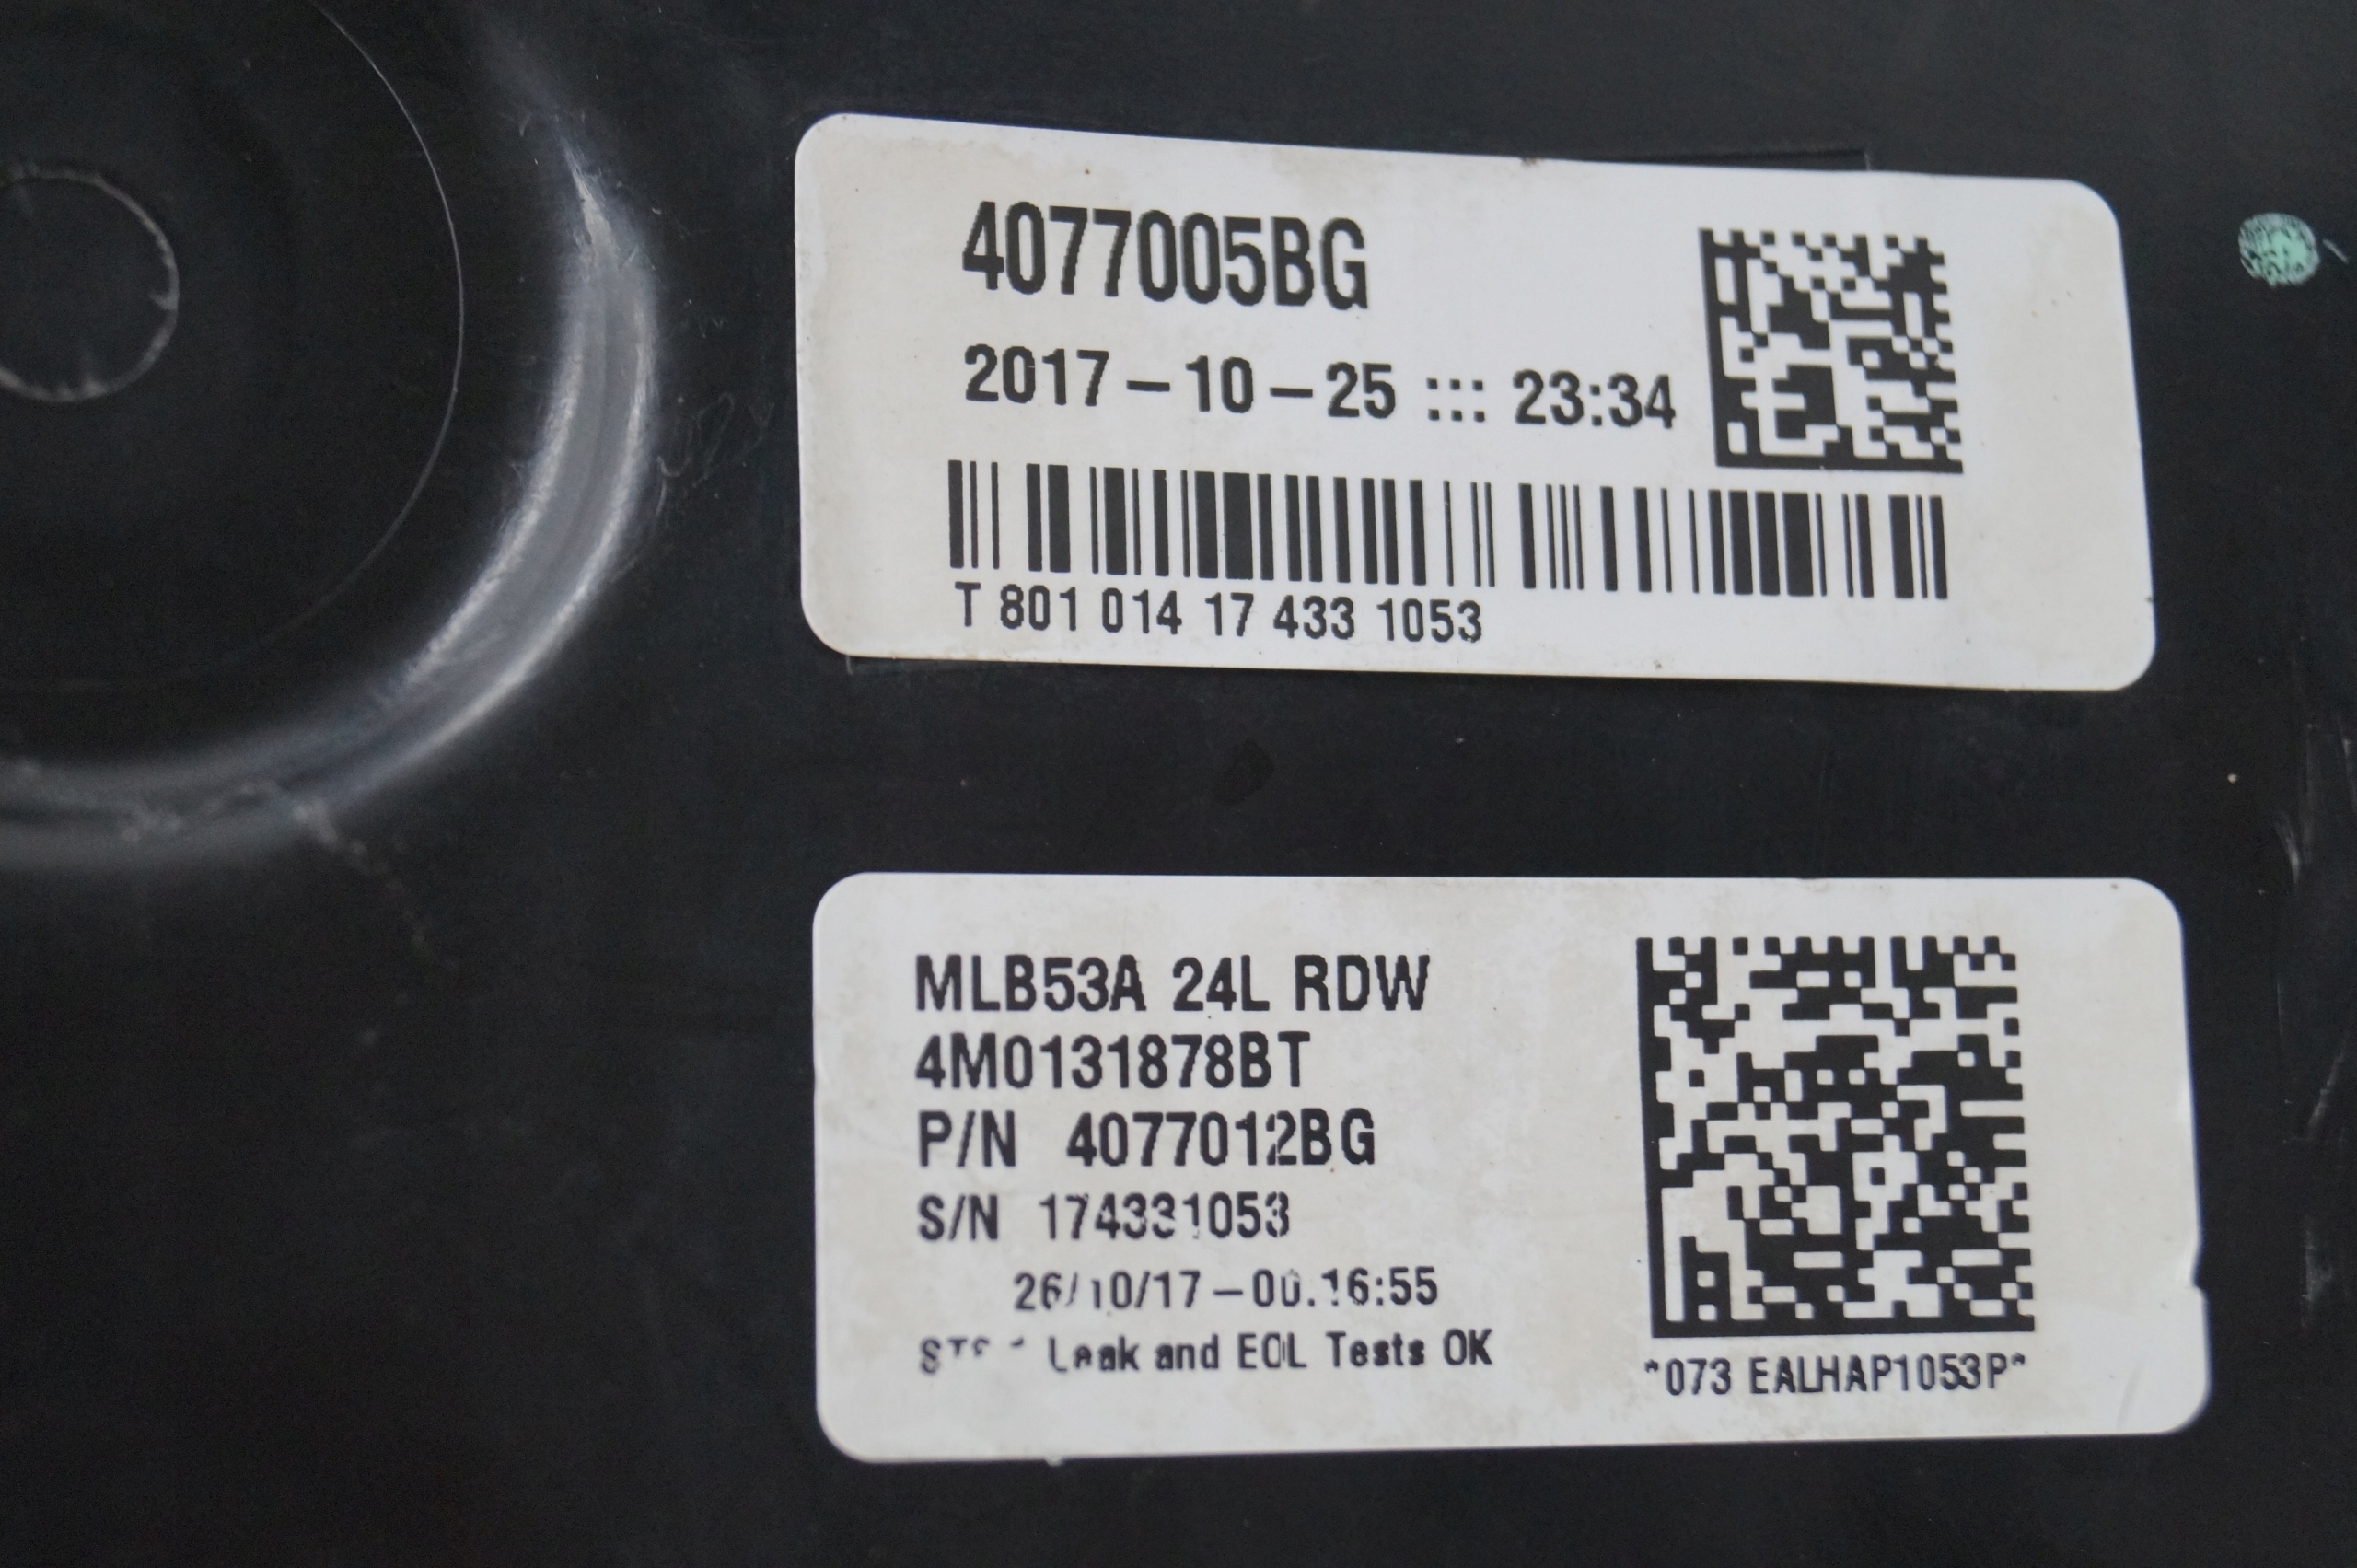 4077005BG
2017-10-25 ::: 23:34
T 801 014 17 433 1053
MLB53A 24L RDW
4M0131878BT
P/N 4077012BG
S/N 174331053
26/10/17-00:16:55
Leak and EOL Tests OK
*073 EALHAP1053P*